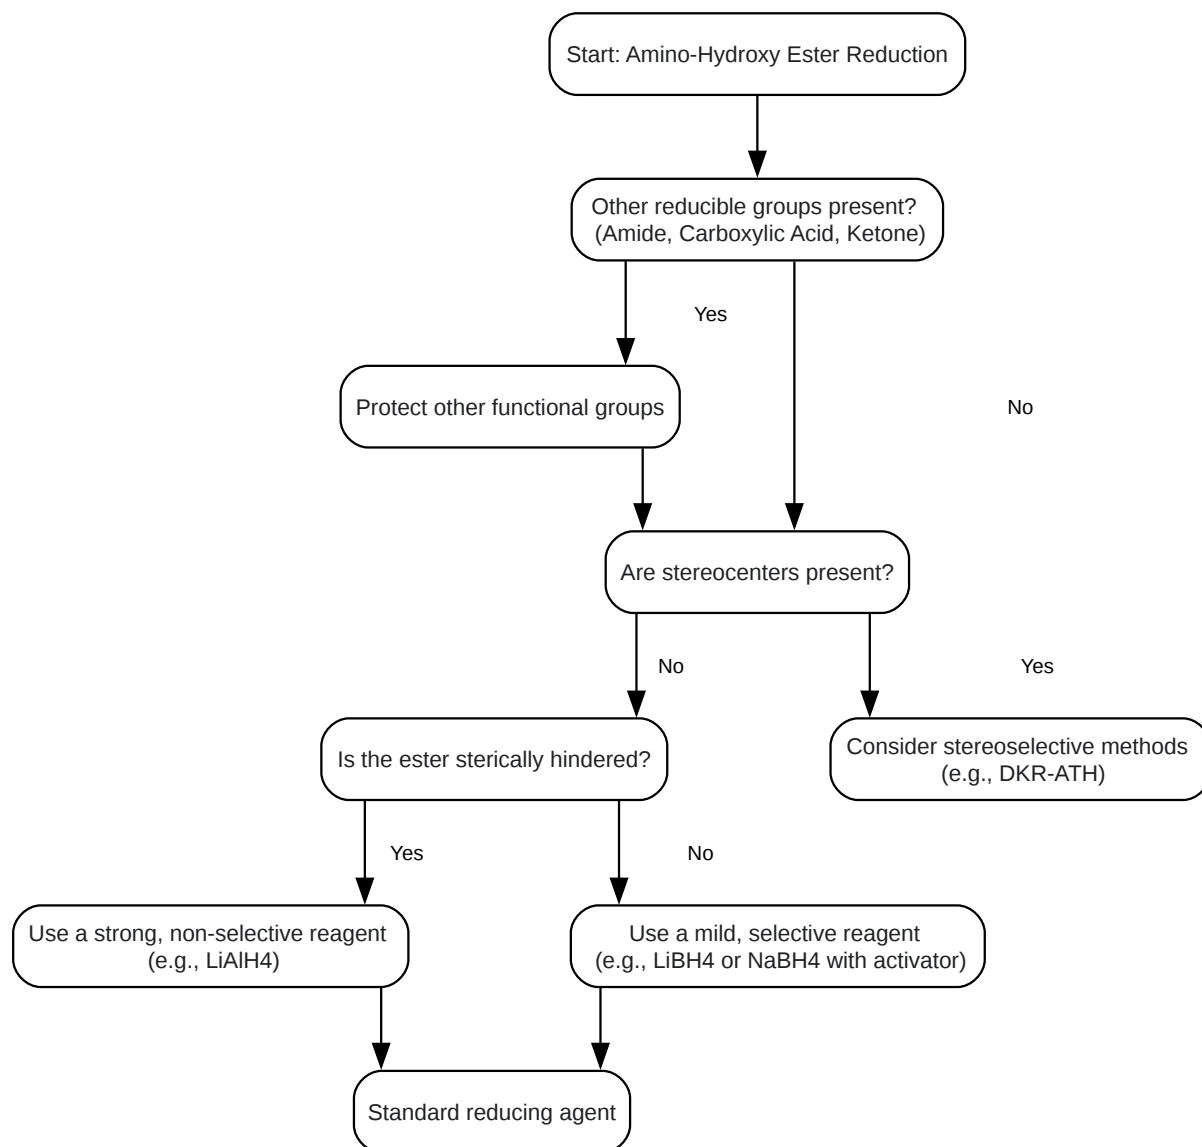 Start: Amino-Hydroxy Ester Reduction
Other reducible groups present?
(Amide, Carboxylic Acid, Ketone)
Yes
Protect other functional groups
No
Are stereocenters present?
No
Yes
Is the ester sterically hindered?
Consider stereoselective methods
(e.g., DKR-ATH)
Yes
No
Use a strong, non-selective reagent
(e.g., LiAlH4)
Use a mild, selective reagent
(e.g., LiBH4 or NaBH4 with activator)
Standard reducing agent